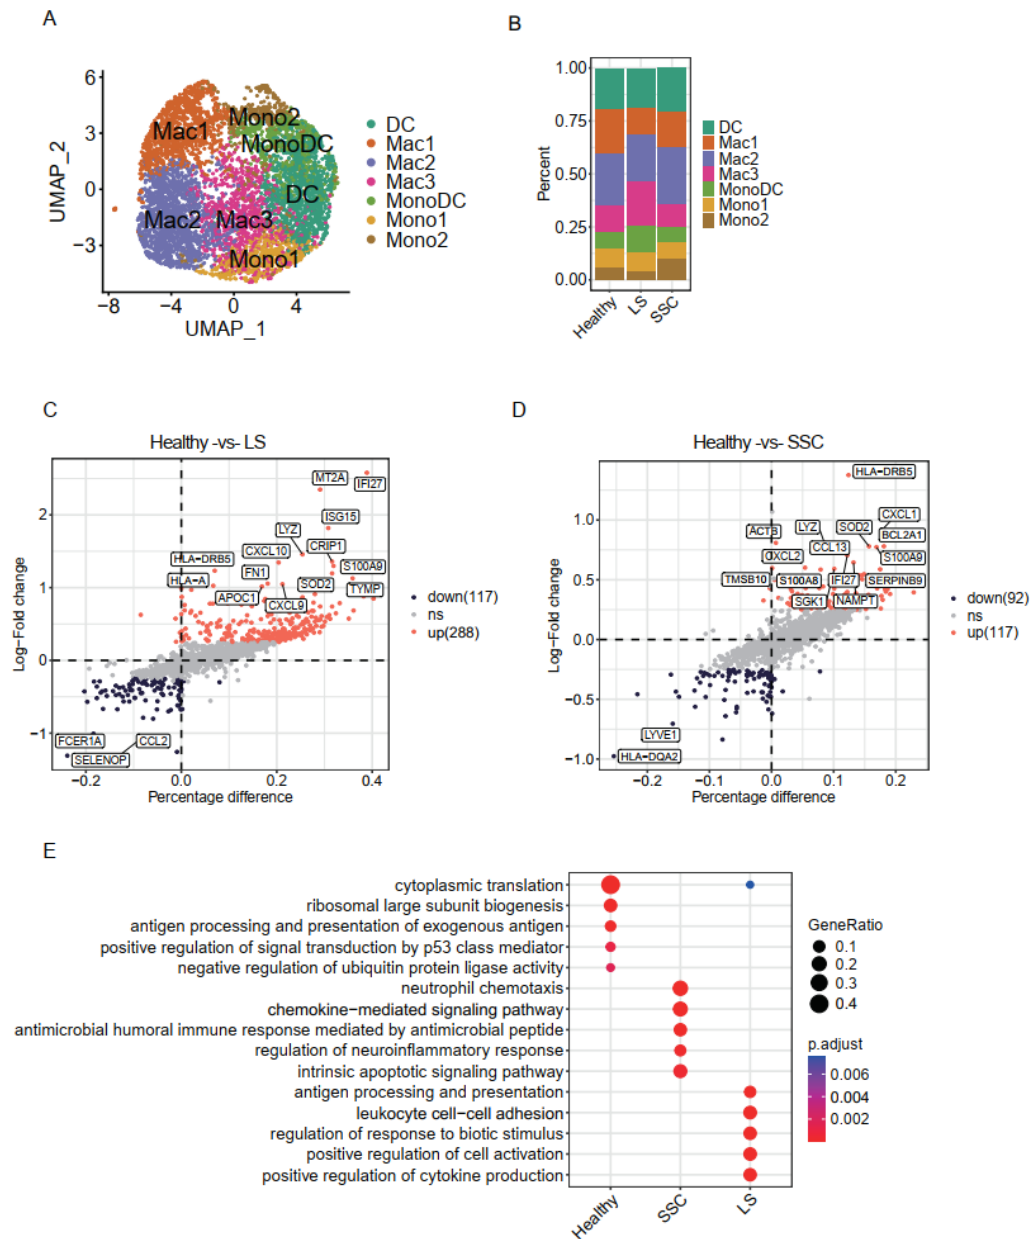 A
6
3
0
−3
UMAP_2
−8
−4
0
4
UMAP_1
Mono2
Mac1
MonoDC
DC
Mac2
Mac3
Mono1
DC
Mac1
Mac2
Mac3
MonoDC
Mono1
Mono2
B
1.00
0.75
0.50
0.25
0.00
Percent
Healthy
LS
SSC
DC
Mac1
Mac2
Mac3
MonoDC
Mono1
Mono2
C
Healthy -vs- LS
2
1
0
−1
Log−Fold change
−0.2
0.0
0.2
0.4
Percentage difference
MT2A
IFI27
ISG15
LYZ
CXCL10
CRIP1
HLA−DRB5
S100A9
FN1
HLA−A
SOD2
TYMP
APOC1
CXCL9
FCER1A
CCL2
SELENOP
down(117)
ns
up(288)
D
Healthy -vs- SSC
1.0
0.5
0.0
−0.5
−1.0
Log−Fold change
−0.2
−0.1
0.0
0.1
0.2
Percentage difference
HLA−DRB5
CXCL1
ACTB
LYZ
SOD2
BCL2A1
CXCL2
CCL13
S100A9
TMSB10
S100A8
IFI27
SERPINB9
SGK1
NAMPT
LYVE1
HLA−DQA2
down(92)
ns
up(117)
E
cytoplasmic translation
ribosomal large subunit biogenesis
antigen processing and presentation of exogenous antigen
positive regulation of signal transduction by p53 class mediator
negative regulation of ubiquitin protein ligase activity
neutrophil chemotaxis
chemokine−mediated signaling pathway
antimicrobial humoral immune response mediated by antimicrobial peptide
regulation of neuroinflammatory response
intrinsic apoptotic signaling pathway
antigen processing and presentation
leukocyte cell−cell adhesion
regulation of response to biotic stimulus
positive regulation of cell activation
positive regulation of cytokine production
Healthy
SSC
LS
GeneRatio
0.1
0.2
0.3
0.4
p.adjust
0.006
0.004
0.002